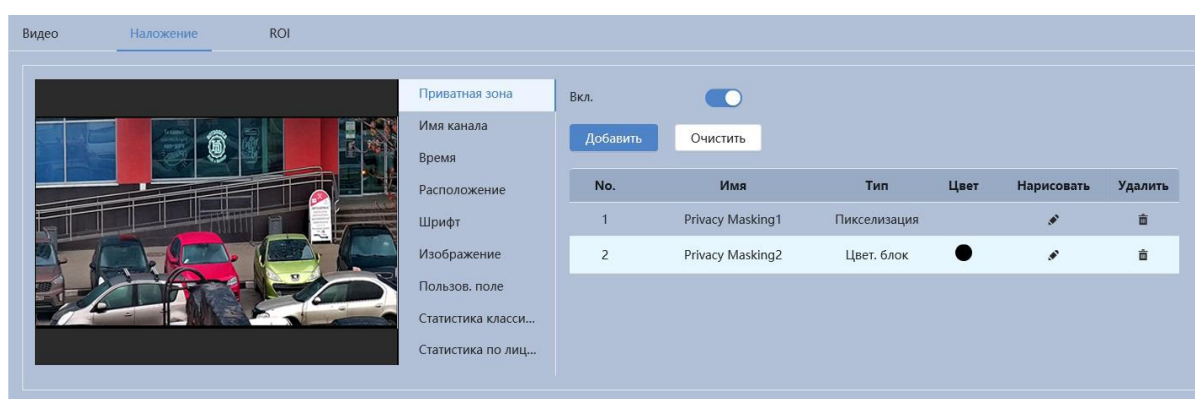 Видео Наложение ROI
Приватная зона
Имя канала
Время
Расположение
Шрифт
Изображение
Пользов. поле
Статистика класси...
Статистика по лиц...
Вкл.
Добавить Очистить
No. Имя Тип Цвет Нарисовать Удалить
1 Privacy Masking1 Пикселизация
2 Privacy Masking2 Цвет. блок